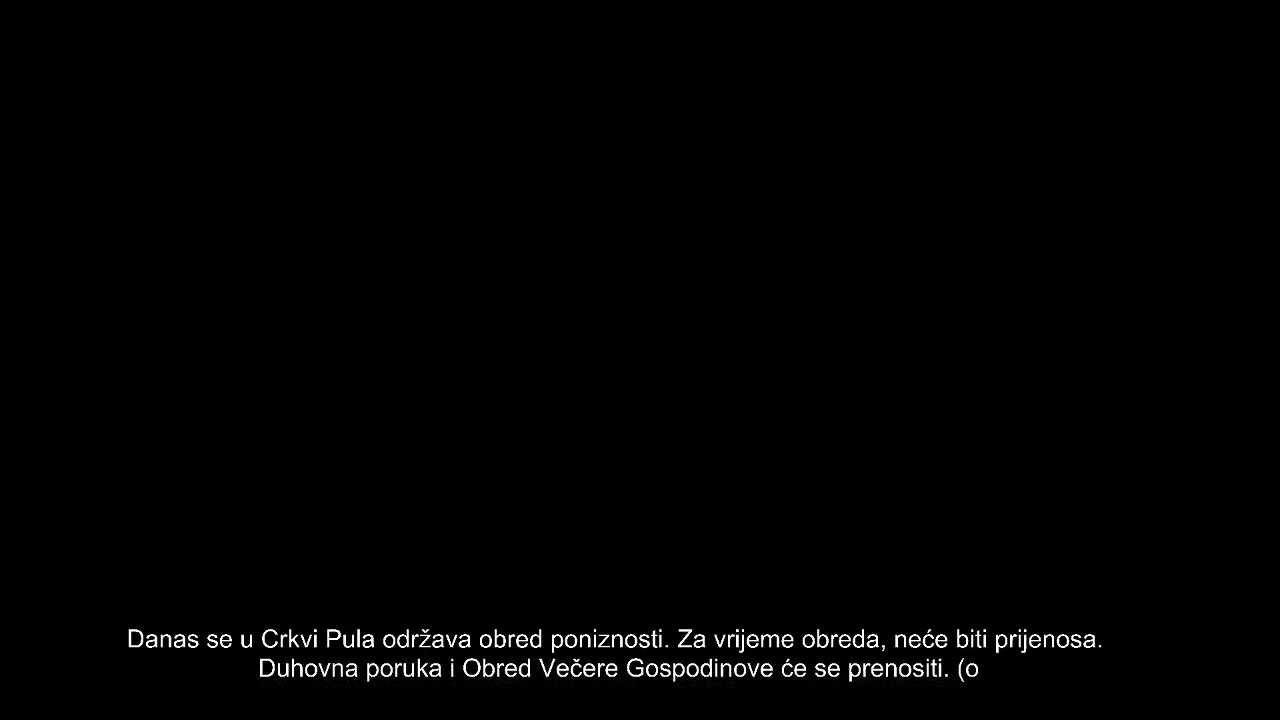 Danas se u Crkvi Pula održava obred poniznosti. Za vrijeme obreda, neće biti prijenosa.
Duhovna poruka i Obred Večere Gospodinove će se prenositi. (o